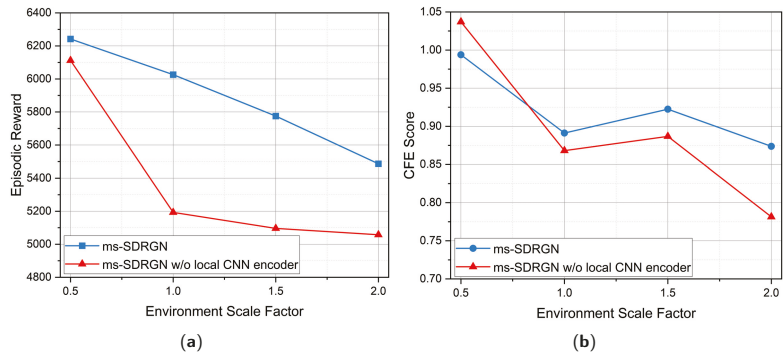 6400
6200
6000
5800
5600
5400
5200
5000
4800
Episodic Reward
ms-SDRGN
ms-SDRGN w/o local CNN encoder
0.5 1.0 1.5 2.0
Environment Scale Factor
(a)
1.05
1.00
0.95
0.90
0.85
0.80
0.75
0.70
CFE Score
ms-SDRGN
ms-SDRGN w/o local CNN encoder
0.5 1.0 1.5 2.0
Environment Scale Factor
(b)